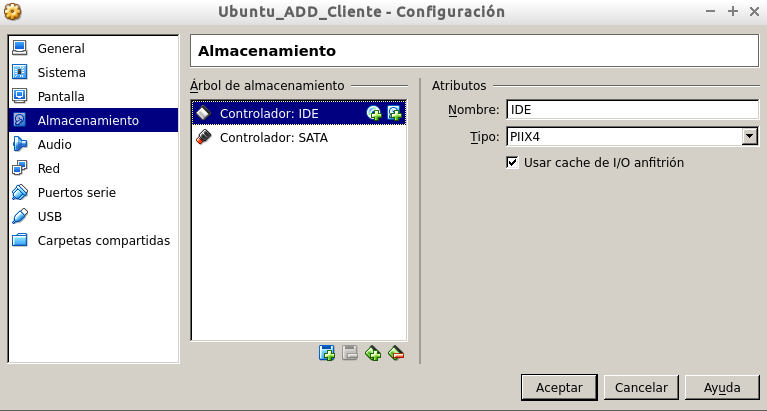 Ubuntu_ADD_Cliente - Configuración
General
Sistema
Pantalla
Almacenamiento
Audio
Red
Puertos serie
USB
Carpetas compartidas
Almacenamiento
Árbol de almacenamiento
Controlador: IDE
Controlador: SATA
Atributos
Nombre: IDE
Tipo: PIIX4
Usar cache de I/O anfitrión
Aceptar Cancelar Ayuda